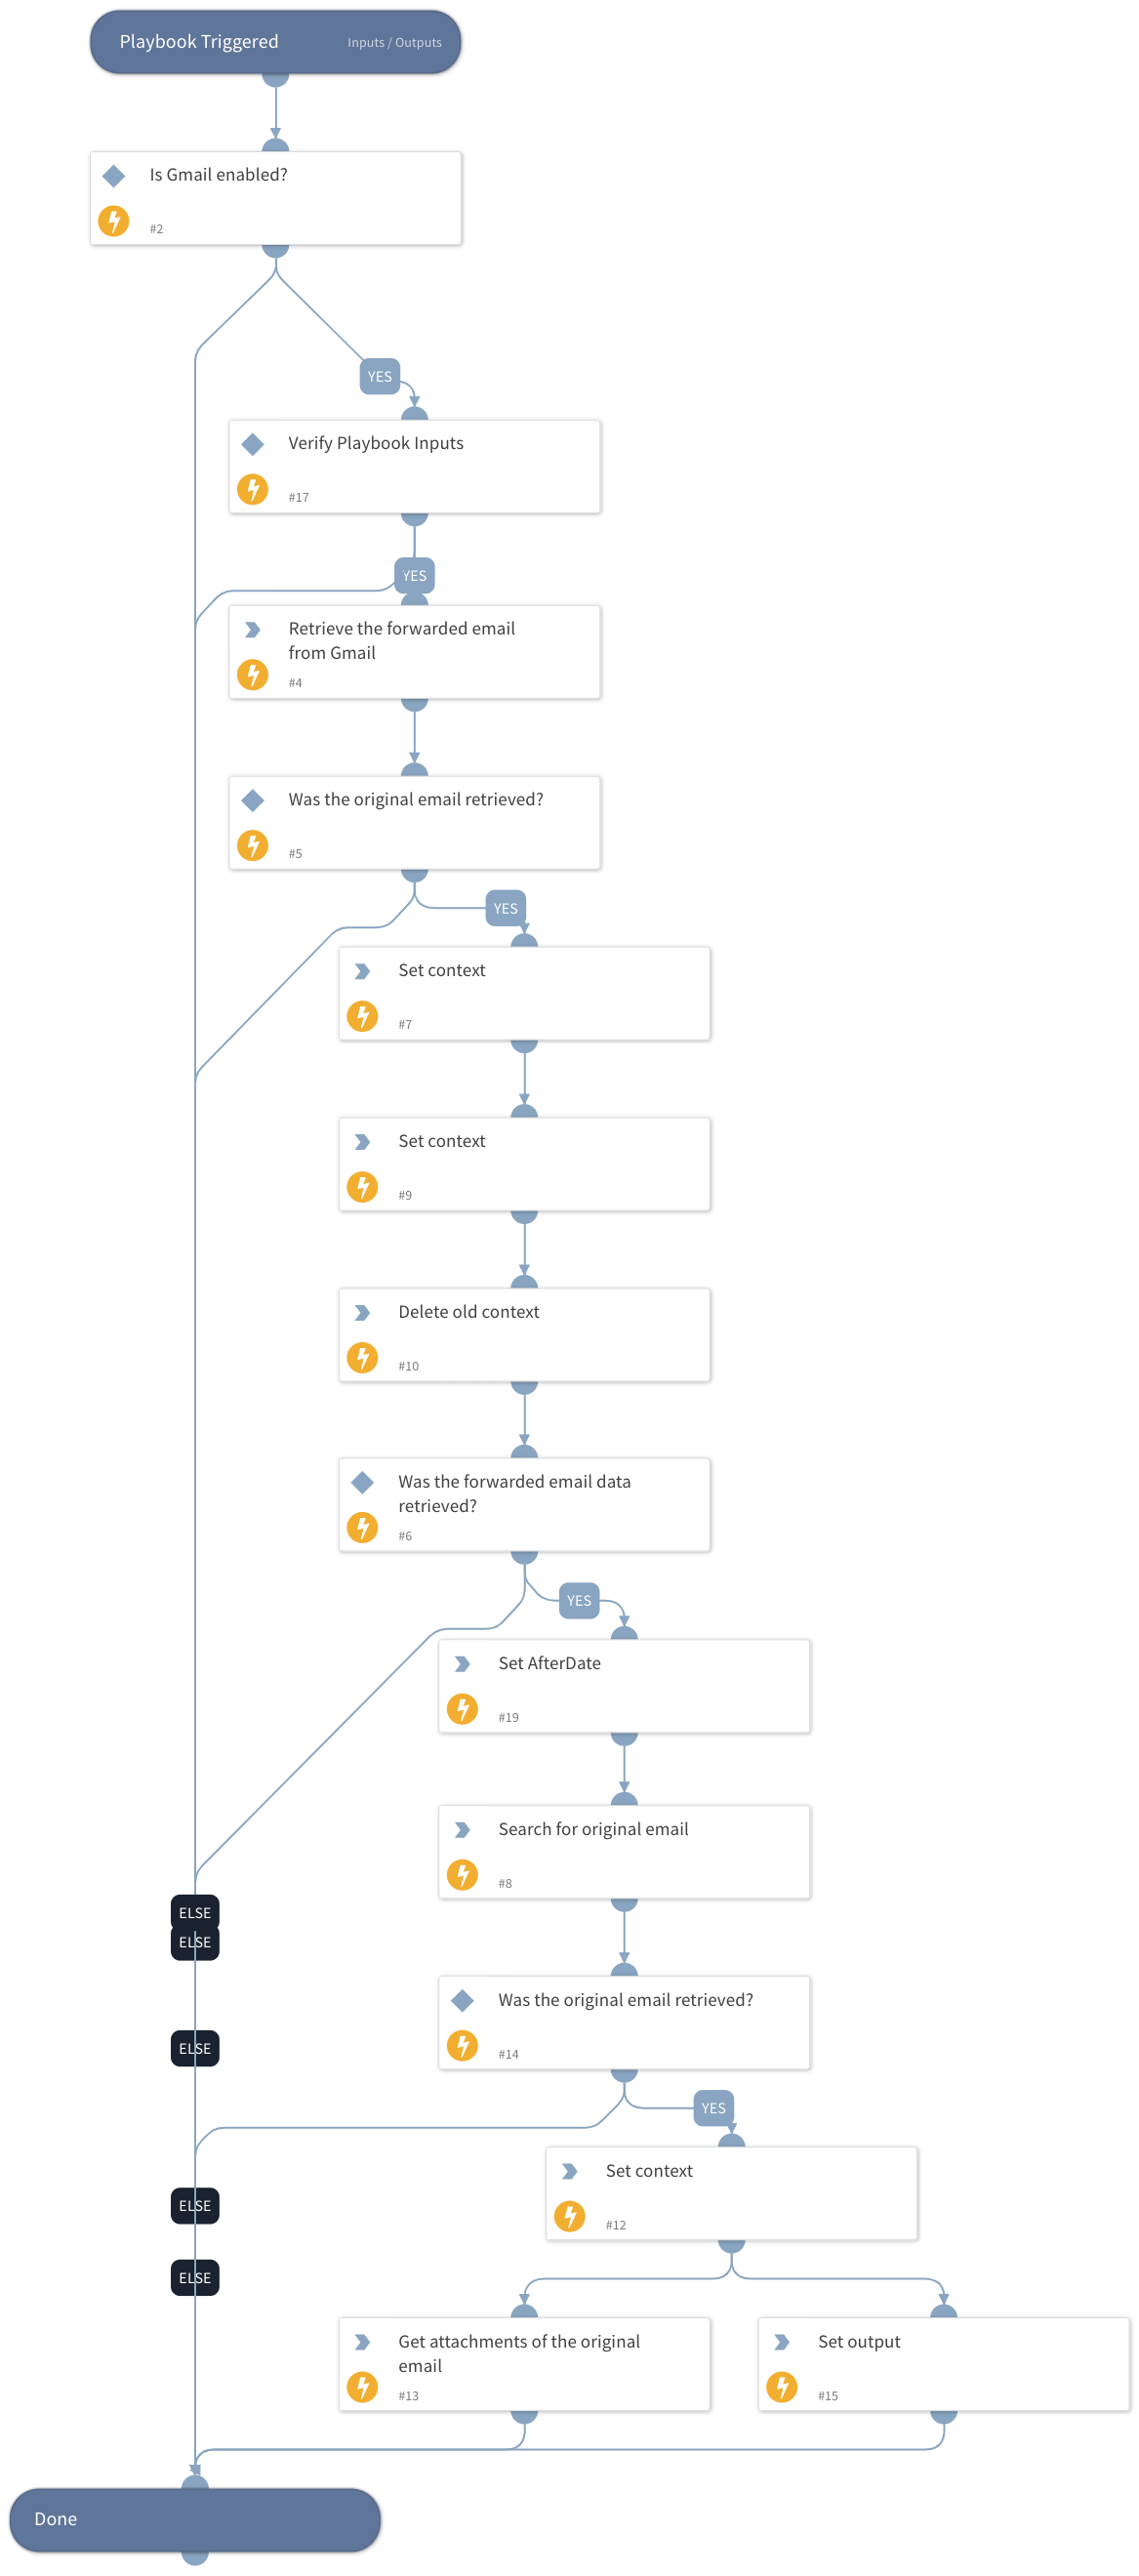 Playbook Triggered
Inputs / Outputs
Is Gmail enabled?
#2
YES
Verify Playbook Inputs
#17
YES
Retrieve the forwarded email
from Gmail
#4
Was the original email retrieved?
#5
YES
Set context
#7
Set context
#9
Delete old context
#10
Was the forwarded email data
retrieved?
#6
YES
Set AfterDate
#19
Search for original email
#8
ELSE
ELSE
Was the original email retrieved?
#14
ELSE
YES
Set context
#12
ELSE
ELSE
Get attachments of the original
email
#13
Set output
#15
Done